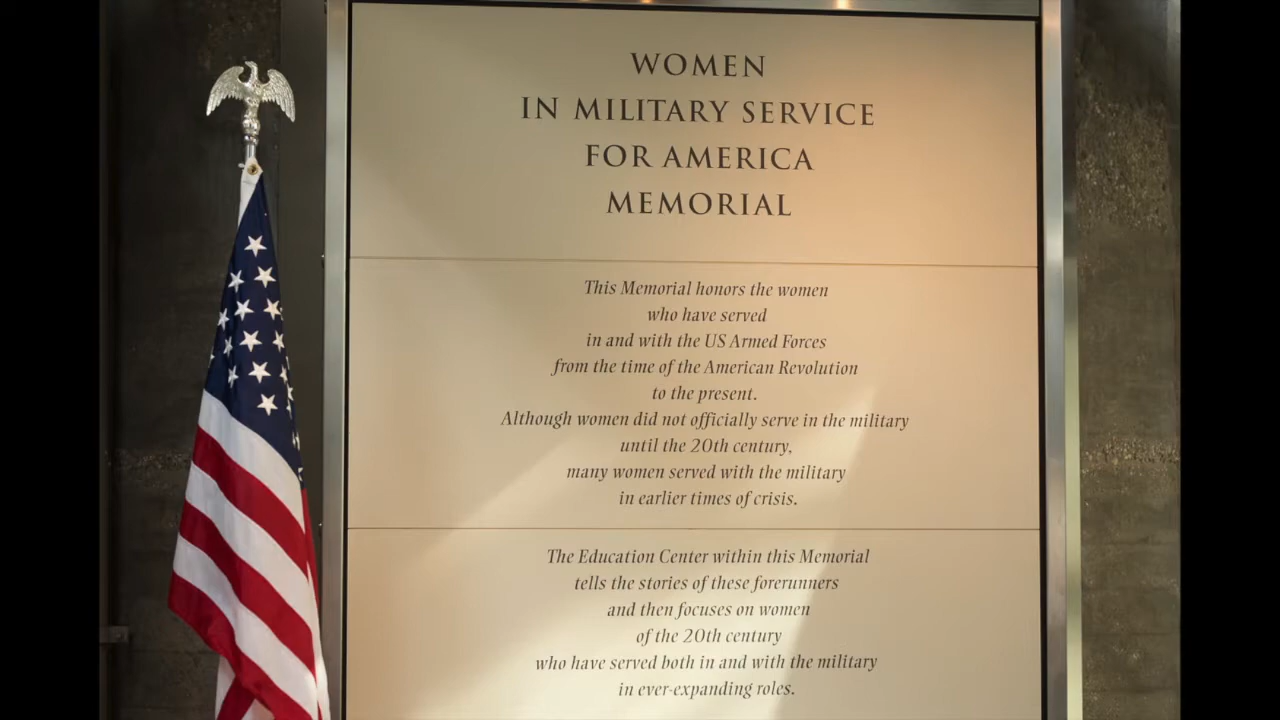 WOMEN
IN MILITARY SERVICE
FOR AMERICA
MEMORIAL
This Memorial honors the women
who have served
in and with the US Armed Forces
from the time of the American Revolution
to the present.
Although women did not officially serve in the military
until the 20th century,
many women served with the military
in earlier times of crisis.
The Education Center within this Memorial
tells the stories of these forerunners
and then focuses on women
of the 20th century
who have served both in and with the military
in ever-expanding roles.